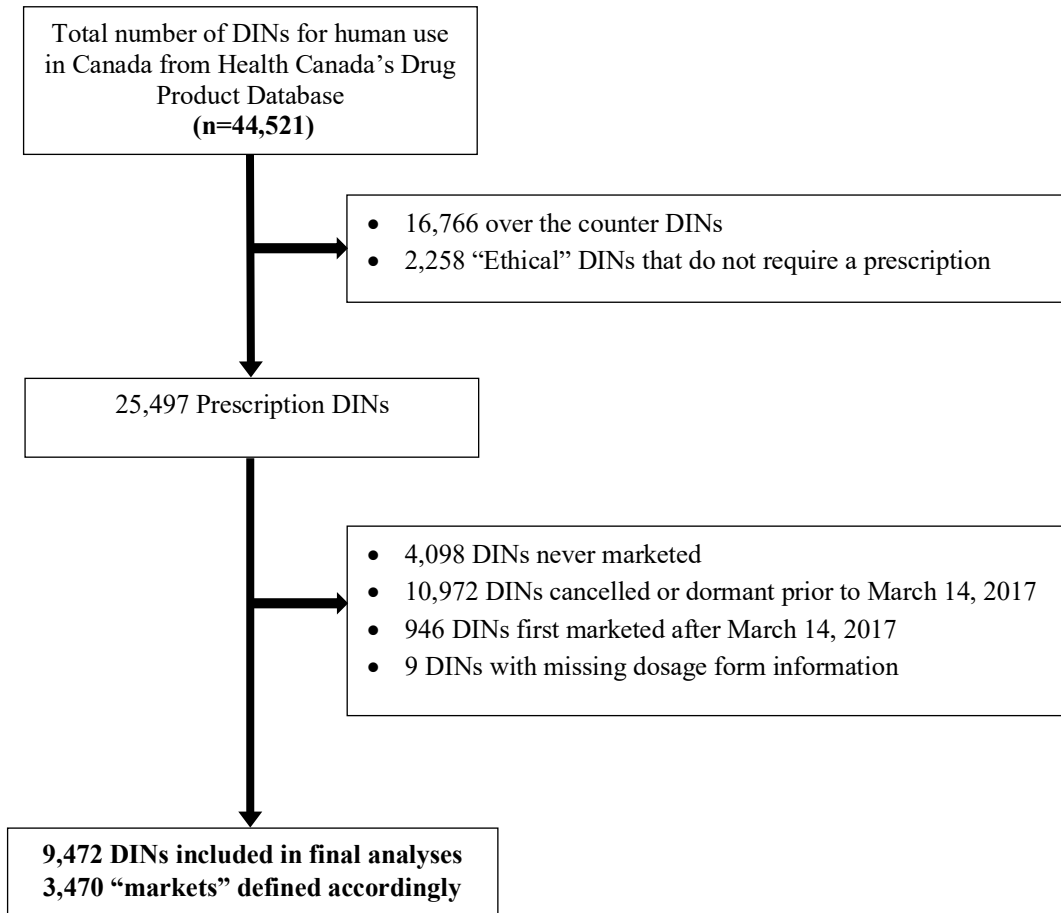 Total number of DINs for human use
in Canada from Health Canada’s Drug
Product Database
(n=44,521)
• 16,766 over the counter DINs
• 2,258 “Ethical” DINs that do not require a prescription
25,497 Prescription DINs
• 4,098 DINs never marketed
• 10,972 DINs cancelled or dormant prior to March 14, 2017
• 946 DINs first marketed after March 14, 2017
• 9 DINs with missing dosage form information
9,472 DINs included in final analyses
3,470 “markets” defined accordingly